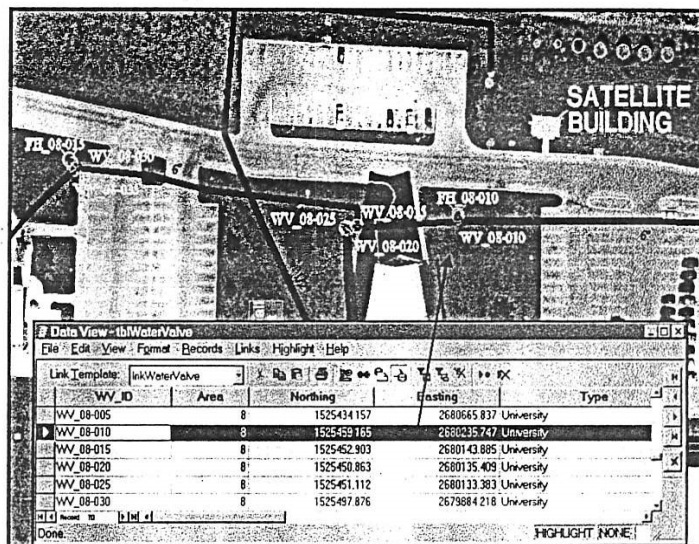 SATELLITE
BUILDING
FH_08-015
WV_08-030
6"
FH_08-010
WV_08-025
WV_08-015
WV_08-020
WV_08-010
6"
Data View - tblWaterValve
File Edit View Format Records Links Highlight Help
Link Template: lnkWaterValve
WV_ID Area Northing Easting Type
WV_08-005 8 1525434.157 2680665.837 University
WV_08-010 8 1525459.165 2680235.747 University
WV_08-015 8 1525452.903 2680143.885 University
WV_08-020 8 1525450.863 2680135.409 University
WV_08-025 8 1525451.112 2680133.383 University
WV_08-030 8 1525497.876 2679884.218 University
Record 10
Done. HIGHLIGHT NONE